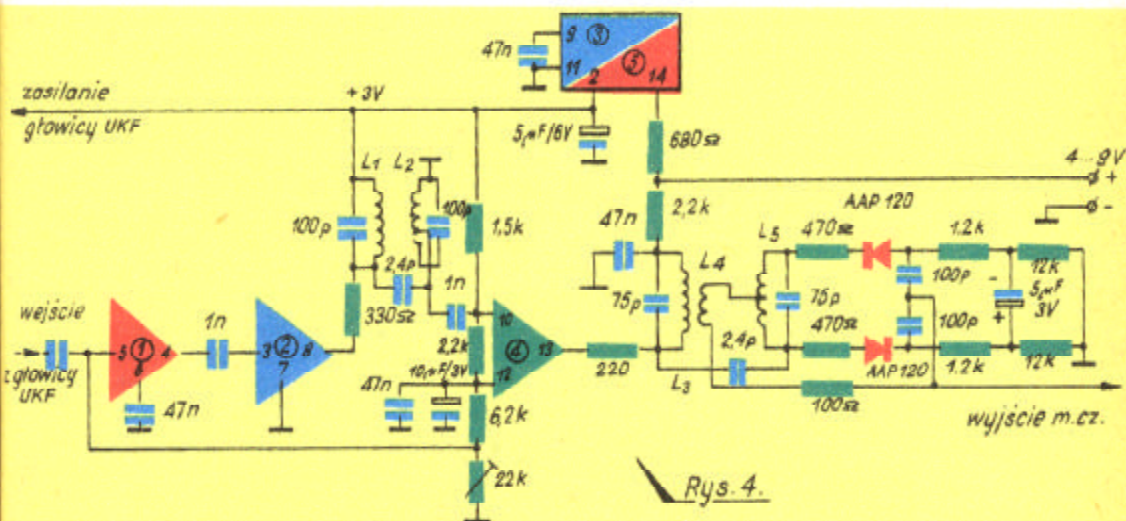 47n
9
3
11
2
5
14
zasilanie
głowicy UKF
+3V
5µF/6V
680Ω
4...9V
+
-
L1
L2
100p
100p
1,5k
47n
2,2k
AAP 120
470Ω
1,2k
12k
L5
L4
2,4p
1n
75p
75p
100p
100p
-
5µF
3V
+
wejście
z głowicy
UKF
1n
330Ω
5
1
4
6
3
2
8
7
10
4
13
12
2,2k
220
L3
2,4p
470Ω
AAP 120
1,2k
12k
47n
10µF/3V
47n
6,2k
100Ω
wyjście m.cz.
22k
Rys. 4.